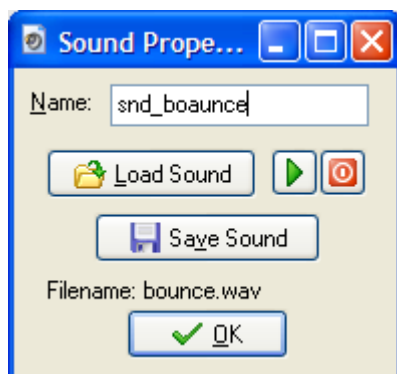 Sound Prope...
Name: snd_boaunce
Load Sound
Save Sound
Filename: bounce.wav
OK